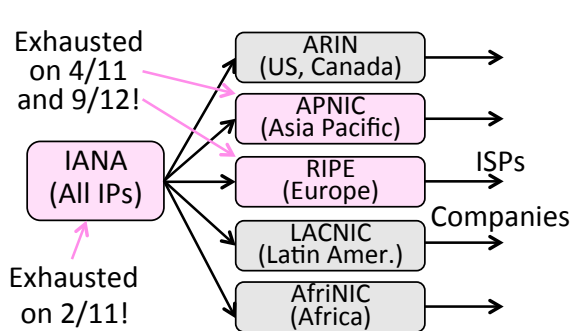 Exhausted
on 4/11
and 9/12!
IANA
(All IPs)
Exhausted
on 2/11!
ARIN
(US, Canada)
APNIC
(Asia Pacific)
RIPE
(Europe)
LACNIC
(Latin Amer.)
AfriNIC
(Africa)
ISPs
Companies